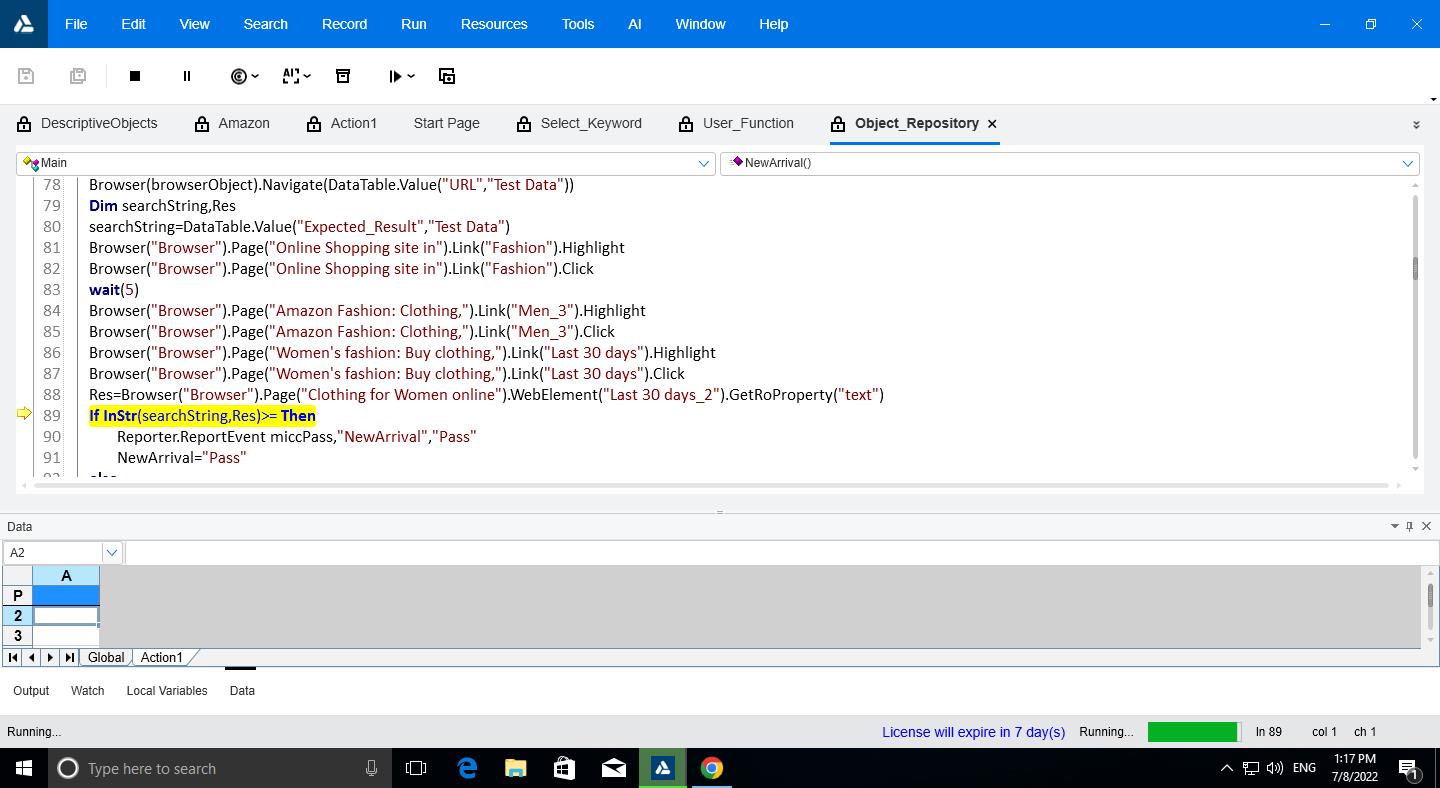 File Edit View Search Record Run Resources Tools AI Window Help
DescriptiveObjects Amazon Action1 Start Page Select_Keyword User_Function Object_Repository
Main NewArrival()
78 Browser(browserObject).Navigate(DataTable.Value("URL","Test Data"))
79 Dim searchString,Res
80 searchString=DataTable.Value("Expected_Result","Test Data")
81 Browser("Browser").Page("Online Shopping site in").Link("Fashion").Highlight
82 Browser("Browser").Page("Online Shopping site in").Link("Fashion").Click
83 wait(5)
84 Browser("Browser").Page("Amazon Fashion: Clothing,").Link("Men_3").Highlight
85 Browser("Browser").Page("Amazon Fashion: Clothing,").Link("Men_3").Click
86 Browser("Browser").Page("Women's fashion: Buy clothing,").Link("Last 30 days").Highlight
87 Browser("Browser").Page("Women's fashion: Buy clothing,").Link("Last 30 days").Click
88 Res=Browser("Browser").Page("Clothing for Women online").WebElement("Last 30 days_2").GetRoProperty("text")
89 If InStr(searchString,Res)>= Then
90 Reporter.ReportEvent miccPass,"NewArrival","Pass"
91 NewArrival="Pass"
Data
A2
A
P
2
3
Global Action1
Output Watch Local Variables Data
Running... License will expire in 7 day(s) Running... ln 89 col 1 ch 1
Type here to search ENG 1:17 PM
7/8/2022 1